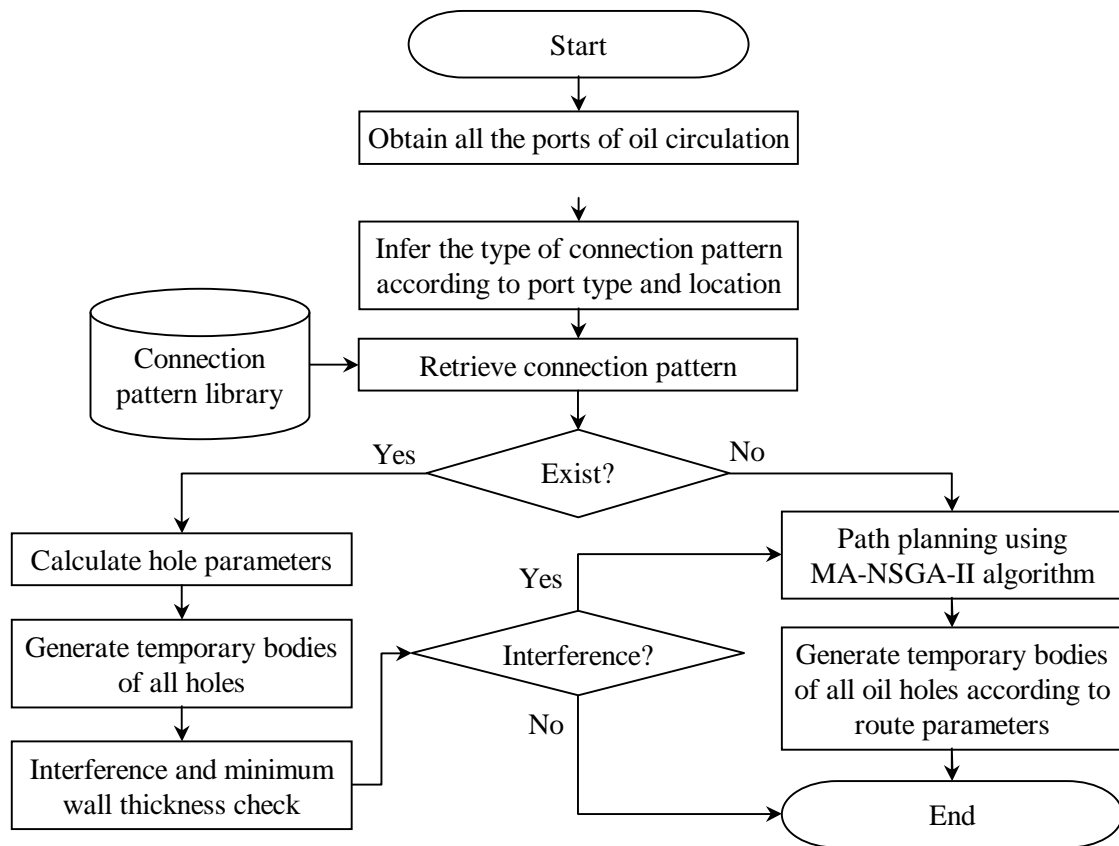 Start
Obtain all the ports of oil circulation
Infer the type of connection pattern
according to port type and location
Connection
pattern library
Retrieve connection pattern
Yes
Exist?
No
Calculate hole parameters
Generate temporary bodies
of all holes
Interference and minimum
wall thickness check
Yes
Interference?
No
Path planning using
MA-NSGA-II algorithm
Generate temporary bodies
of all oil holes according to
route parameters
End